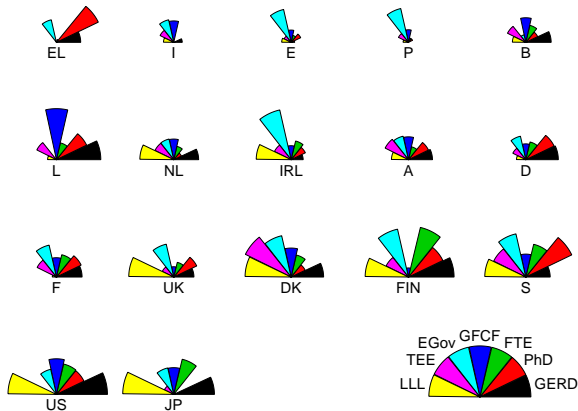 EL I E P B
L NL IRL A D
F UK DK FIN S
EGov GFCF FTE
TEE PhD
LLL GERD
US JP